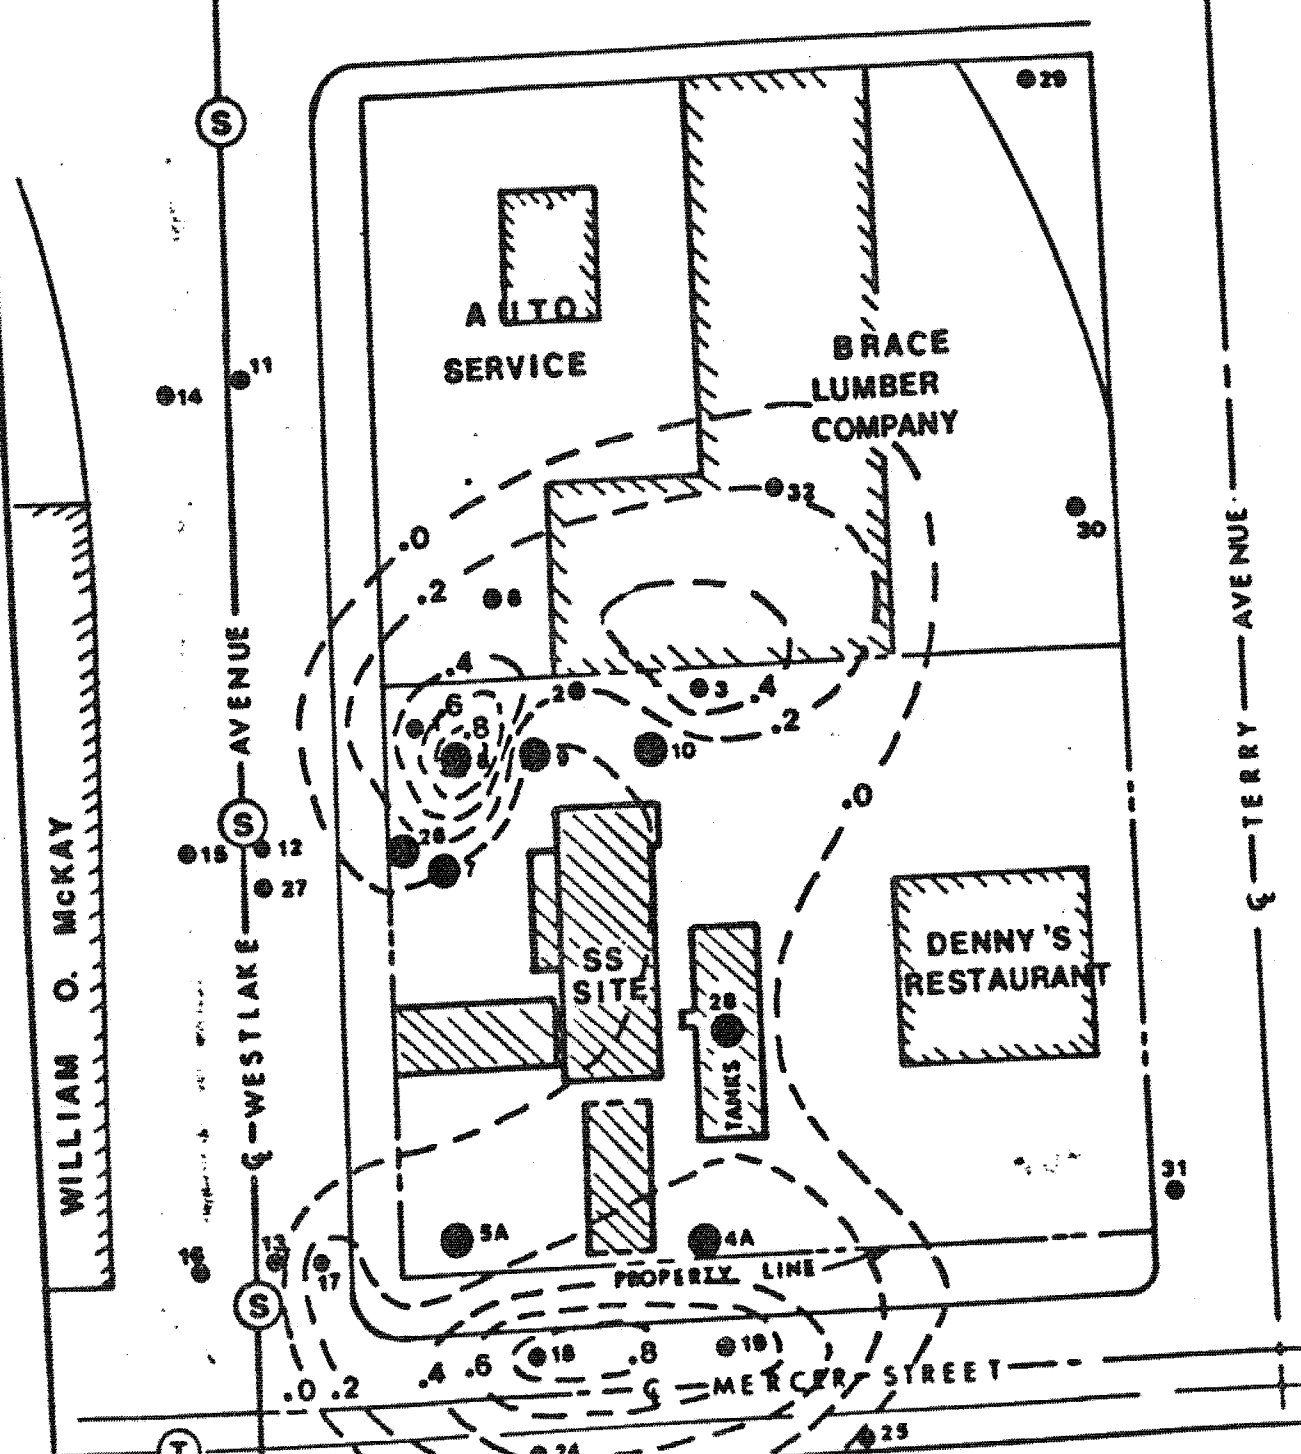 S
29
AUTO
SERVICE
BRACE
LUMBER
COMPANY
11
14
32
30
.0
.2
8
.4
.6
.8
2
3
.4
.2
9
10
.0
26
7
S
15
12
27
WILLIAM O. McKAY
℄ WESTLAKE AVENUE
℄ TERRY AVENUE
SS
SITE
28
TANKS
DENNY'S
RESTAURANT
31
5A
4A
16
13
17
PROPERTY LINE
S
18
.8
19
.0
.2
.4
.6
℄ MERCER STREET
T
24
25